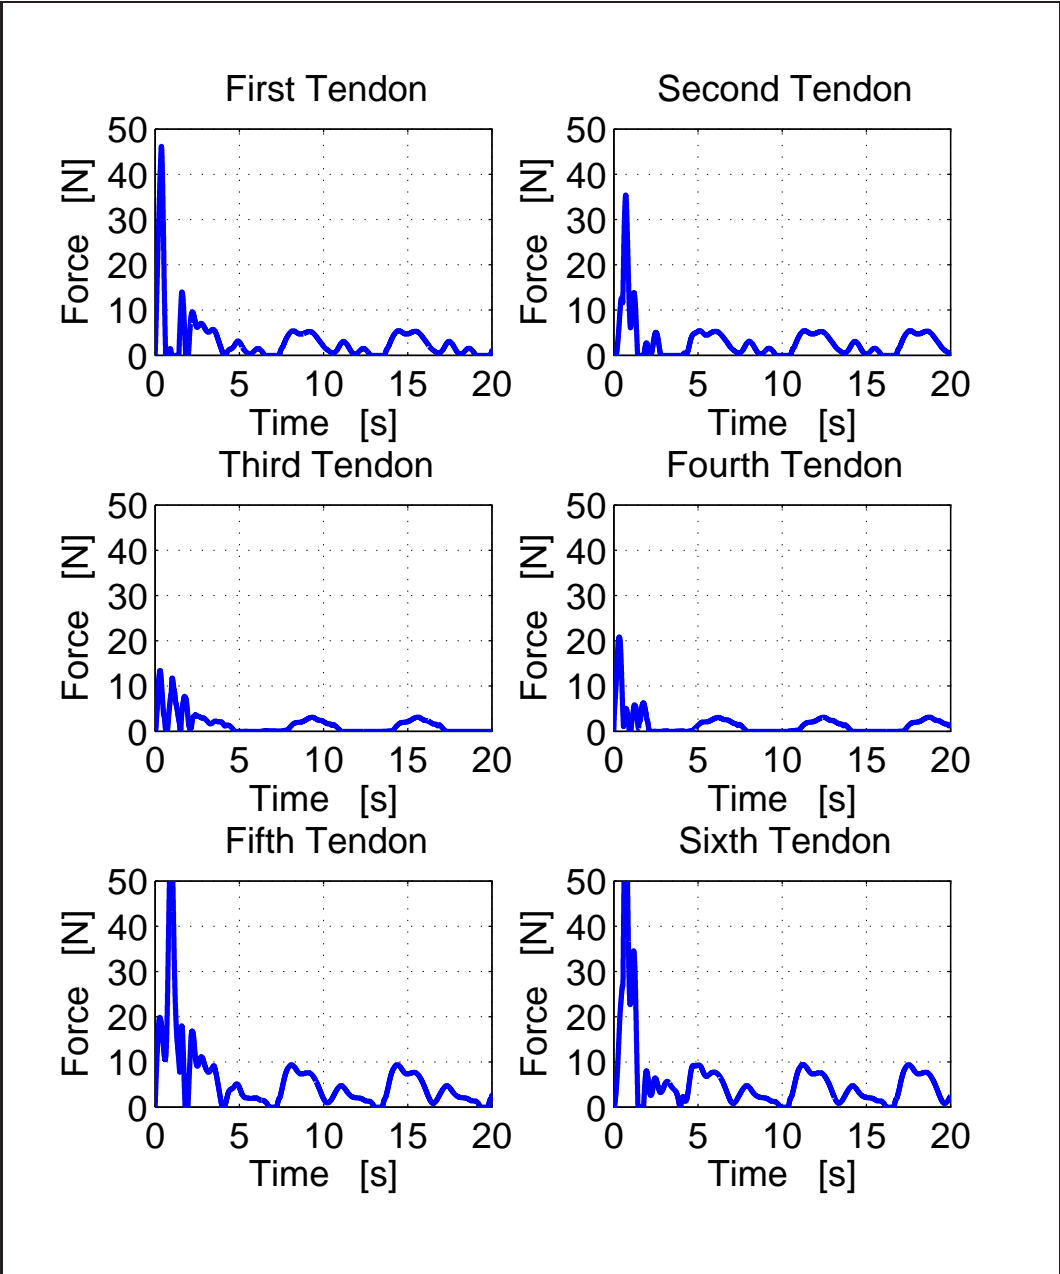 First Tendon
50
40
30
20
10
0
Force [N]
0 5 10 15 20
Time [s]
Second Tendon
50
40
30
20
10
0
Force [N]
0 5 10 15 20
Time [s]
Third Tendon
50
40
30
20
10
0
Force [N]
0 5 10 15 20
Time [s]
Fourth Tendon
50
40
30
20
10
0
Force [N]
0 5 10 15 20
Time [s]
Fifth Tendon
50
40
30
20
10
0
Force [N]
0 5 10 15 20
Time [s]
Sixth Tendon
50
40
30
20
10
0
Force [N]
0 5 10 15 20
Time [s]